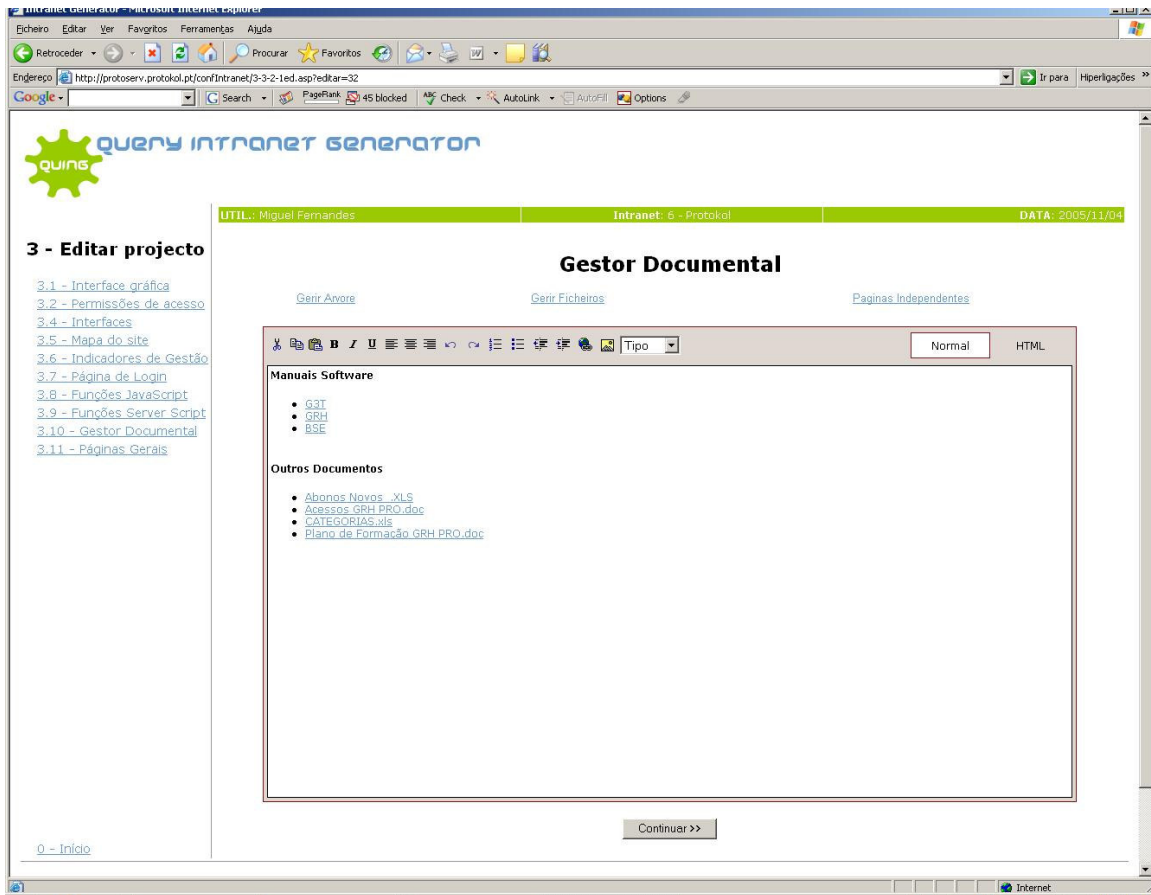 Intranet Generator - Microsoft Internet Explorer
Ficheiro Editar Ver Favoritos Ferramentas Ajuda
Retroceder Procurar Favoritos
Endereço http://protoserv.protokol.pt/confIntranet/3-3-2-1ed.asp?editar=32 Ir para Hiperligações »
Google Search PageRank 45 blocked ABC Check AutoLink AutoFill Options
QUING QUERY INTRANET GENERATOR
UTIL.: Miguel Fernandes Intranet: 6 - Protokol DATA: 2005/11/04
3 - Editar projecto
3.1 - Interface gráfica
3.2 - Permissões de acesso
3.4 - Interfaces
3.5 - Mapa do site
3.6 - Indicadores de Gestão
3.7 - Página de Login
3.8 - Funções JavaScript
3.9 - Funções Server Script
3.10 - Gestor Documental
3.11 - Páginas Gerais
0 - Início
Gestor Documental
Gerir Arvore Gerir Ficheiros Paginas Independentes
B I U Tipo Normal HTML
Manuais Software
G3T
GRH
BSE
Outros Documentos
Abonos Novos _.XLS
Acessos GRH PRO.doc
CATEGORIAS.xls
Plano de Formação GRH PRO.doc
Continuar >>
Internet